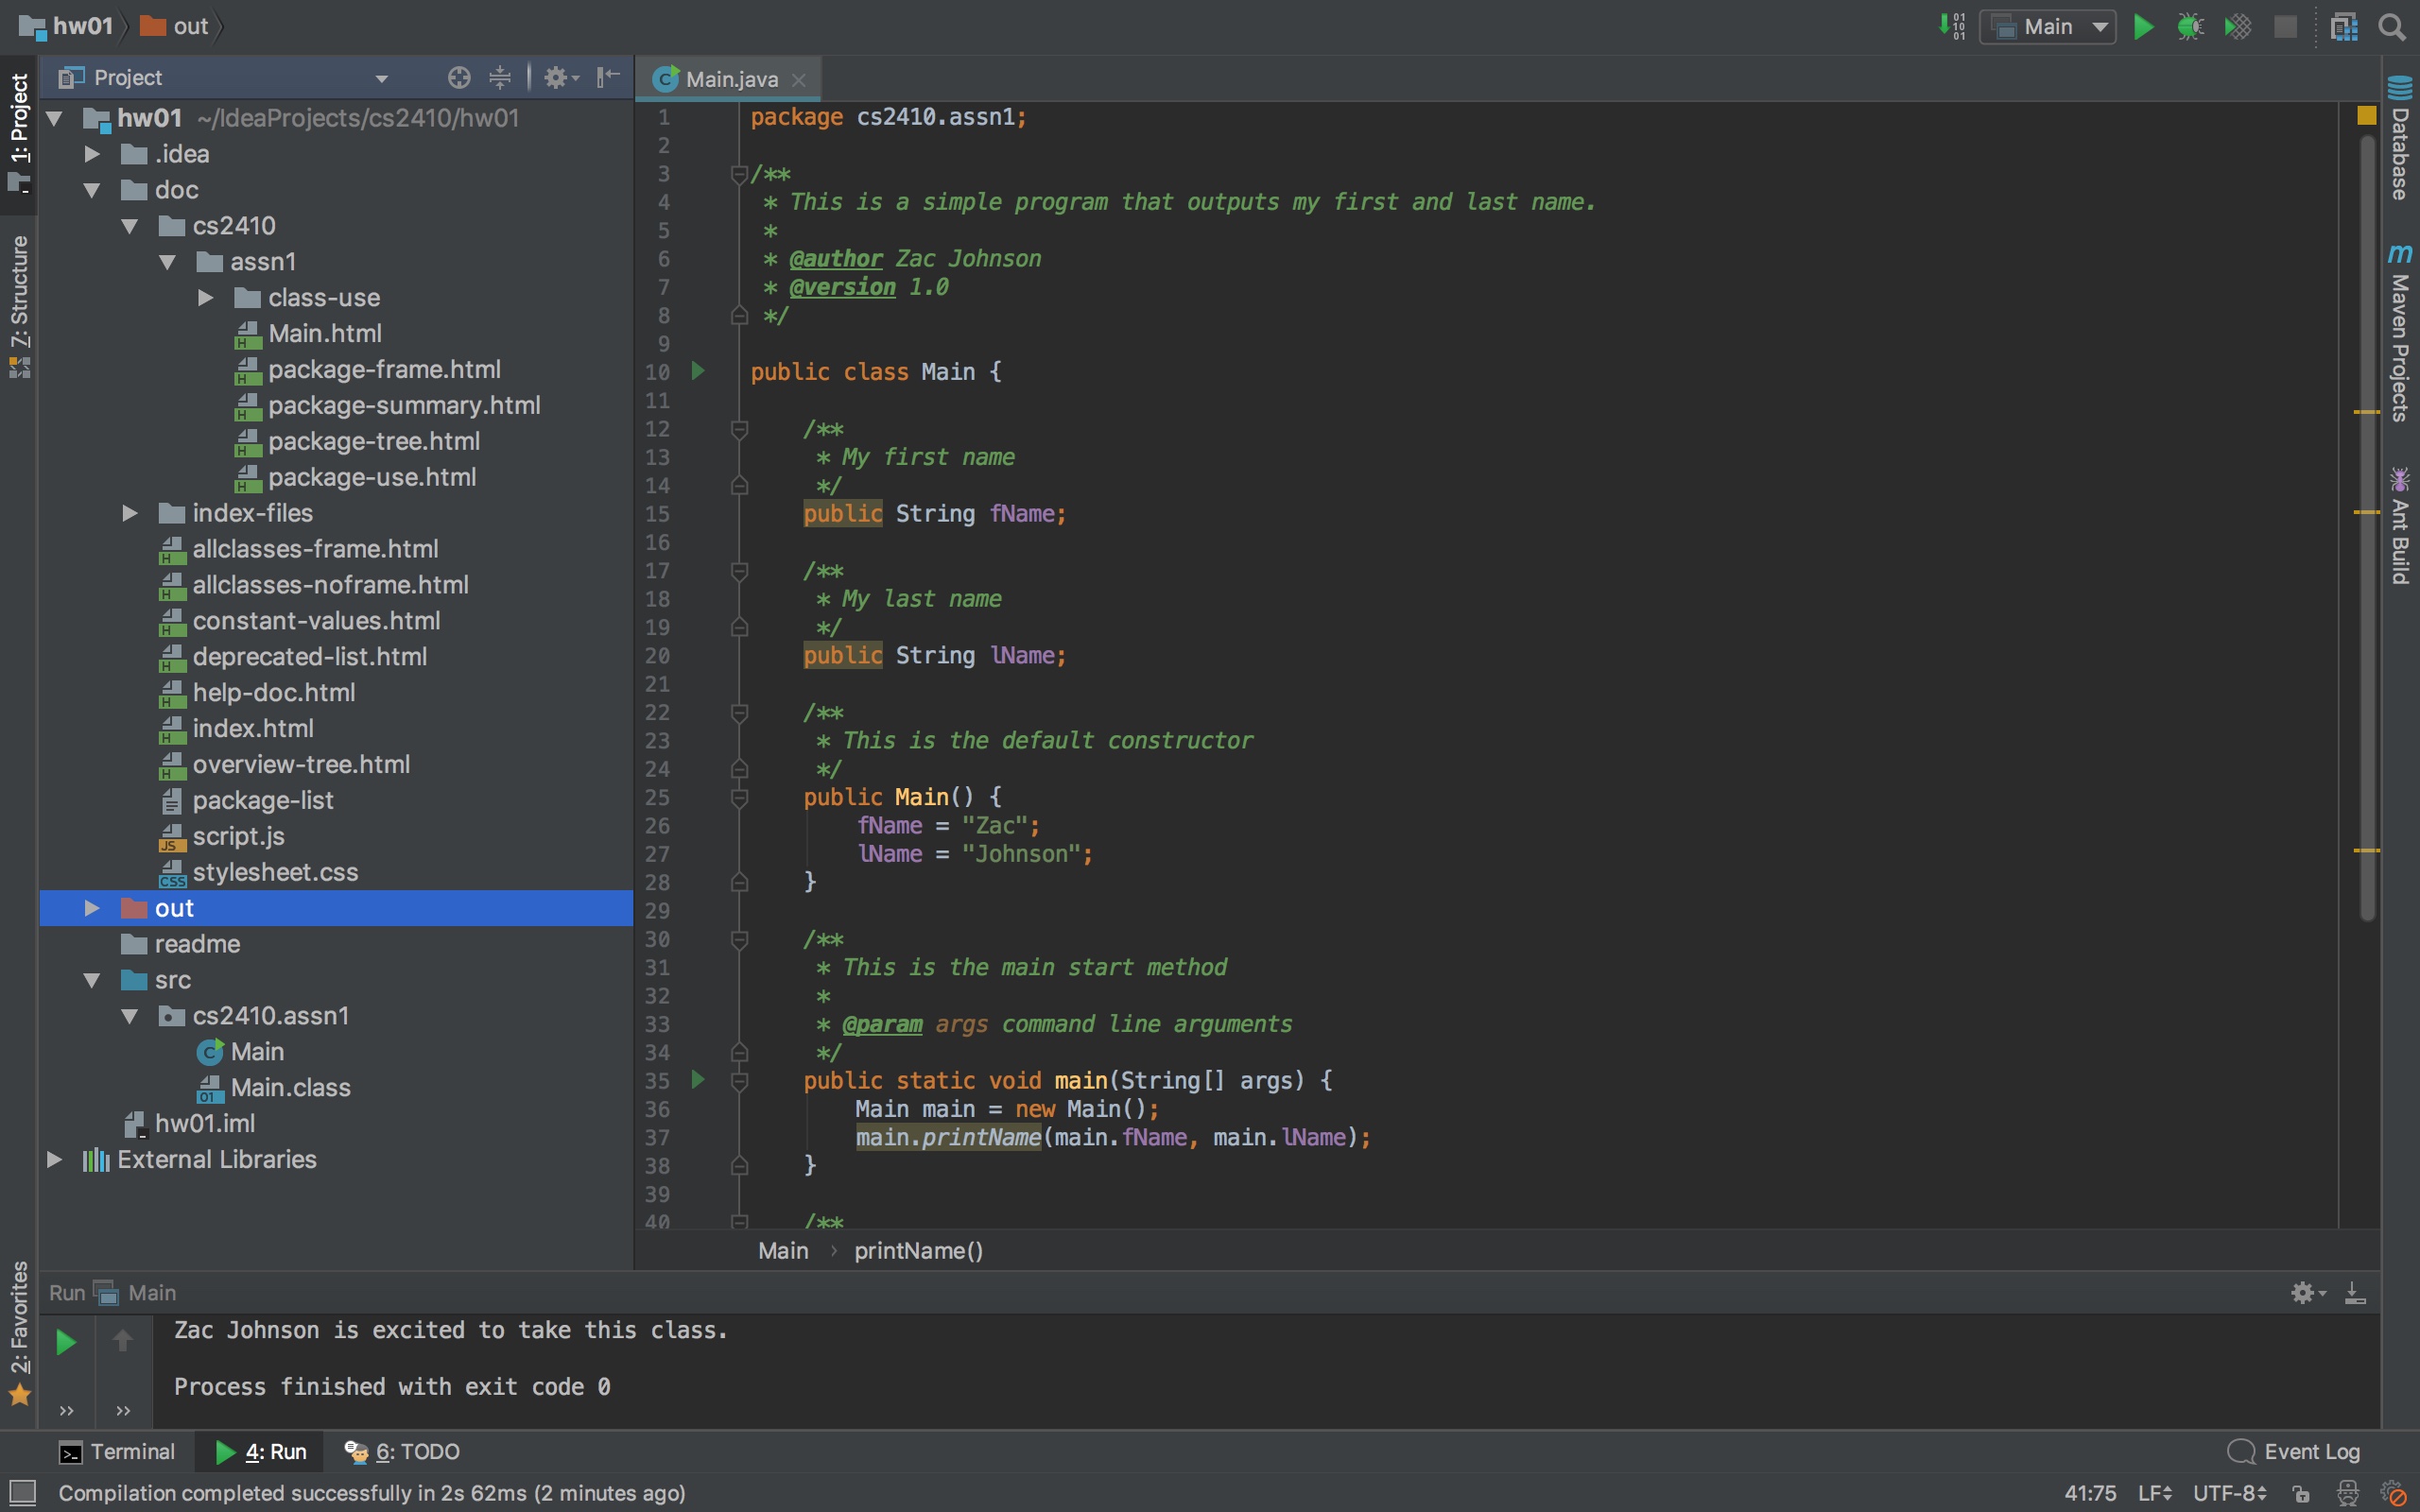 hw01 out
Main
1: Project
Z: Structure
2: Favorites
Project
hw01 ~/IdeaProjects/cs2410/hw01
.idea
doc
cs2410
assn1
class-use
Main.html
package-frame.html
package-summary.html
package-tree.html
package-use.html
index-files
allclasses-frame.html
allclasses-noframe.html
constant-values.html
deprecated-list.html
help-doc.html
index.html
overview-tree.html
package-list
script.js
stylesheet.css
out
readme
src
cs2410.assn1
Main
Main.class
hw01.iml
External Libraries
Main.java
1 package cs2410.assn1;
2
3 /**
4 * This is a simple program that outputs my first and last name.
5 *
6 * @author Zac Johnson
7 * @version 1.0
8 */
9
10 public class Main {
11
12 /**
13 * My first name
14 */
15 public String fName;
16
17 /**
18 * My last name
19 */
20 public String lName;
21
22 /**
23 * This is the default constructor
24 */
25 public Main() {
26 fName = "Zac";
27 lName = "Johnson";
28 }
29
30 /**
31 * This is the main start method
32 *
33 * @param args command line arguments
34 */
35 public static void main(String[] args) {
36 Main main = new Main();
37 main.printName(main.fName, main.lName);
38 }
39
40 /**
Main › printName()
Database
Maven Projects
Ant Build
Run Main
Zac Johnson is excited to take this class.
Process finished with exit code 0
Terminal 4: Run 6: TODO Event Log
Compilation completed successfully in 2s 62ms (2 minutes ago) 41:75 LF UTF-8